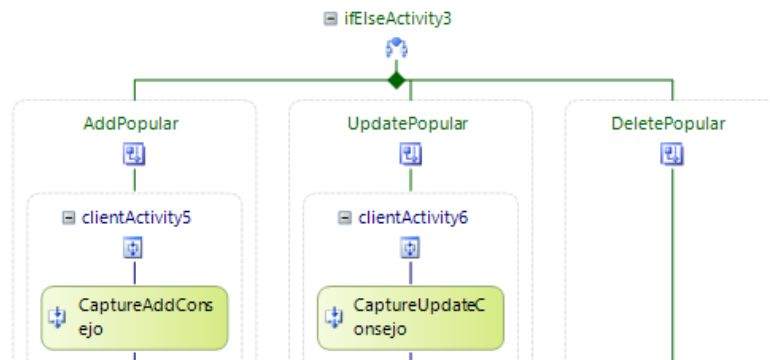 ifElseActivity3
AddPopular
UpdatePopular
DeletePopular
clientActivity5
clientActivity6
CaptureAddCons
ejo
CaptureUpdateC
onsejo